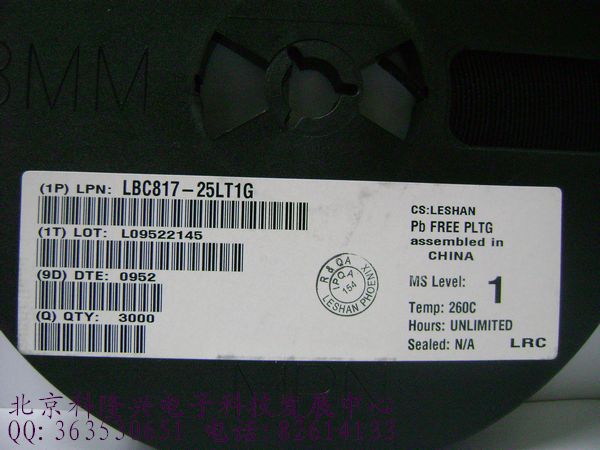 8MM
(1P) LPN: LBC817-25LT1G
(1T) LOT: L09522145
(9D) DTE: 0952
(Q) QTY: 3000
R & QA
IPQA
154
LESHAN PHOENIX
CS:LESHAN
Pb FREE PLTG
assembled in
CHINA
MS Level: 1
Temp: 260C
Hours: UNLIMITED
Sealed: N/A LRC
北京科隆兴电子科技发展中心
QQ: 363530651 电话: 82614133